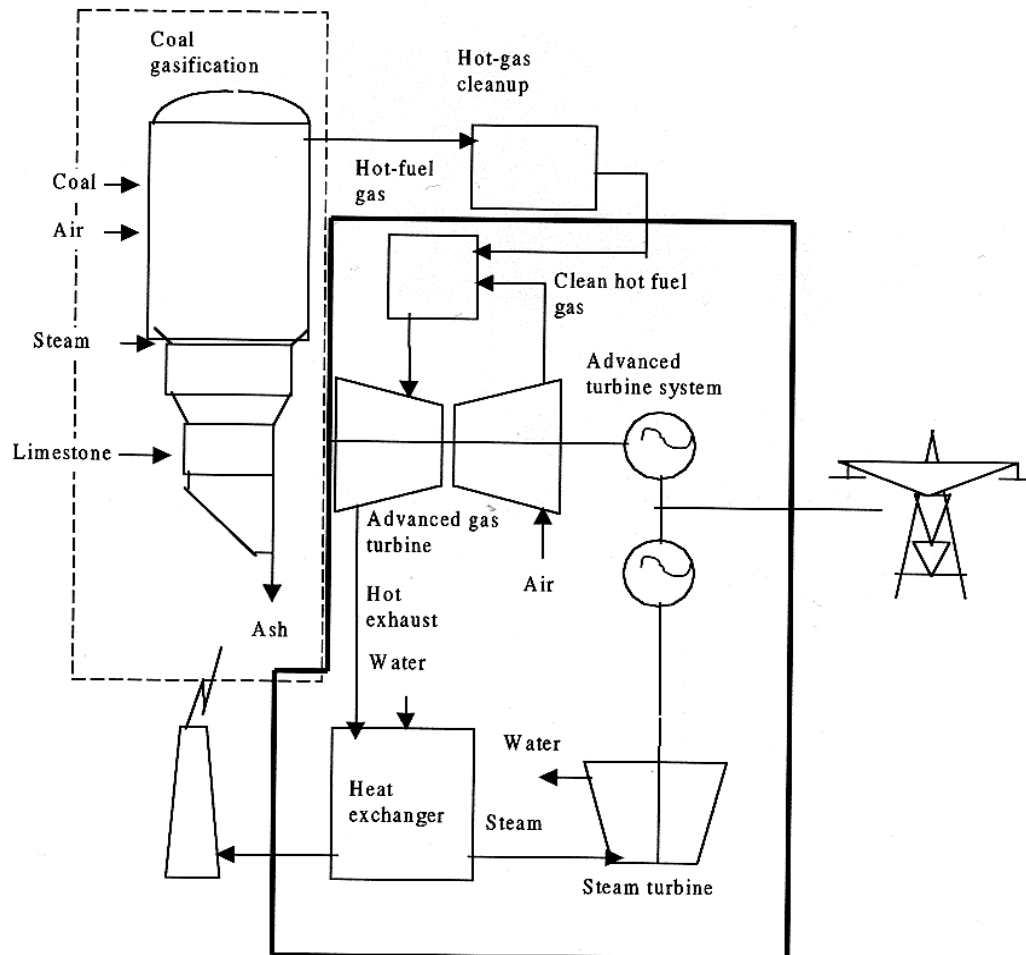 Coal
gasification
Hot-gas
cleanup
Hot-fuel
gas
Coal
Air
Clean hot fuel
gas
Steam
Advanced
turbine system
Limestone
Advanced gas
turbine
Air
Hot
exhaust
Ash
Water
Water
Heat
exchanger
Steam
Steam turbine